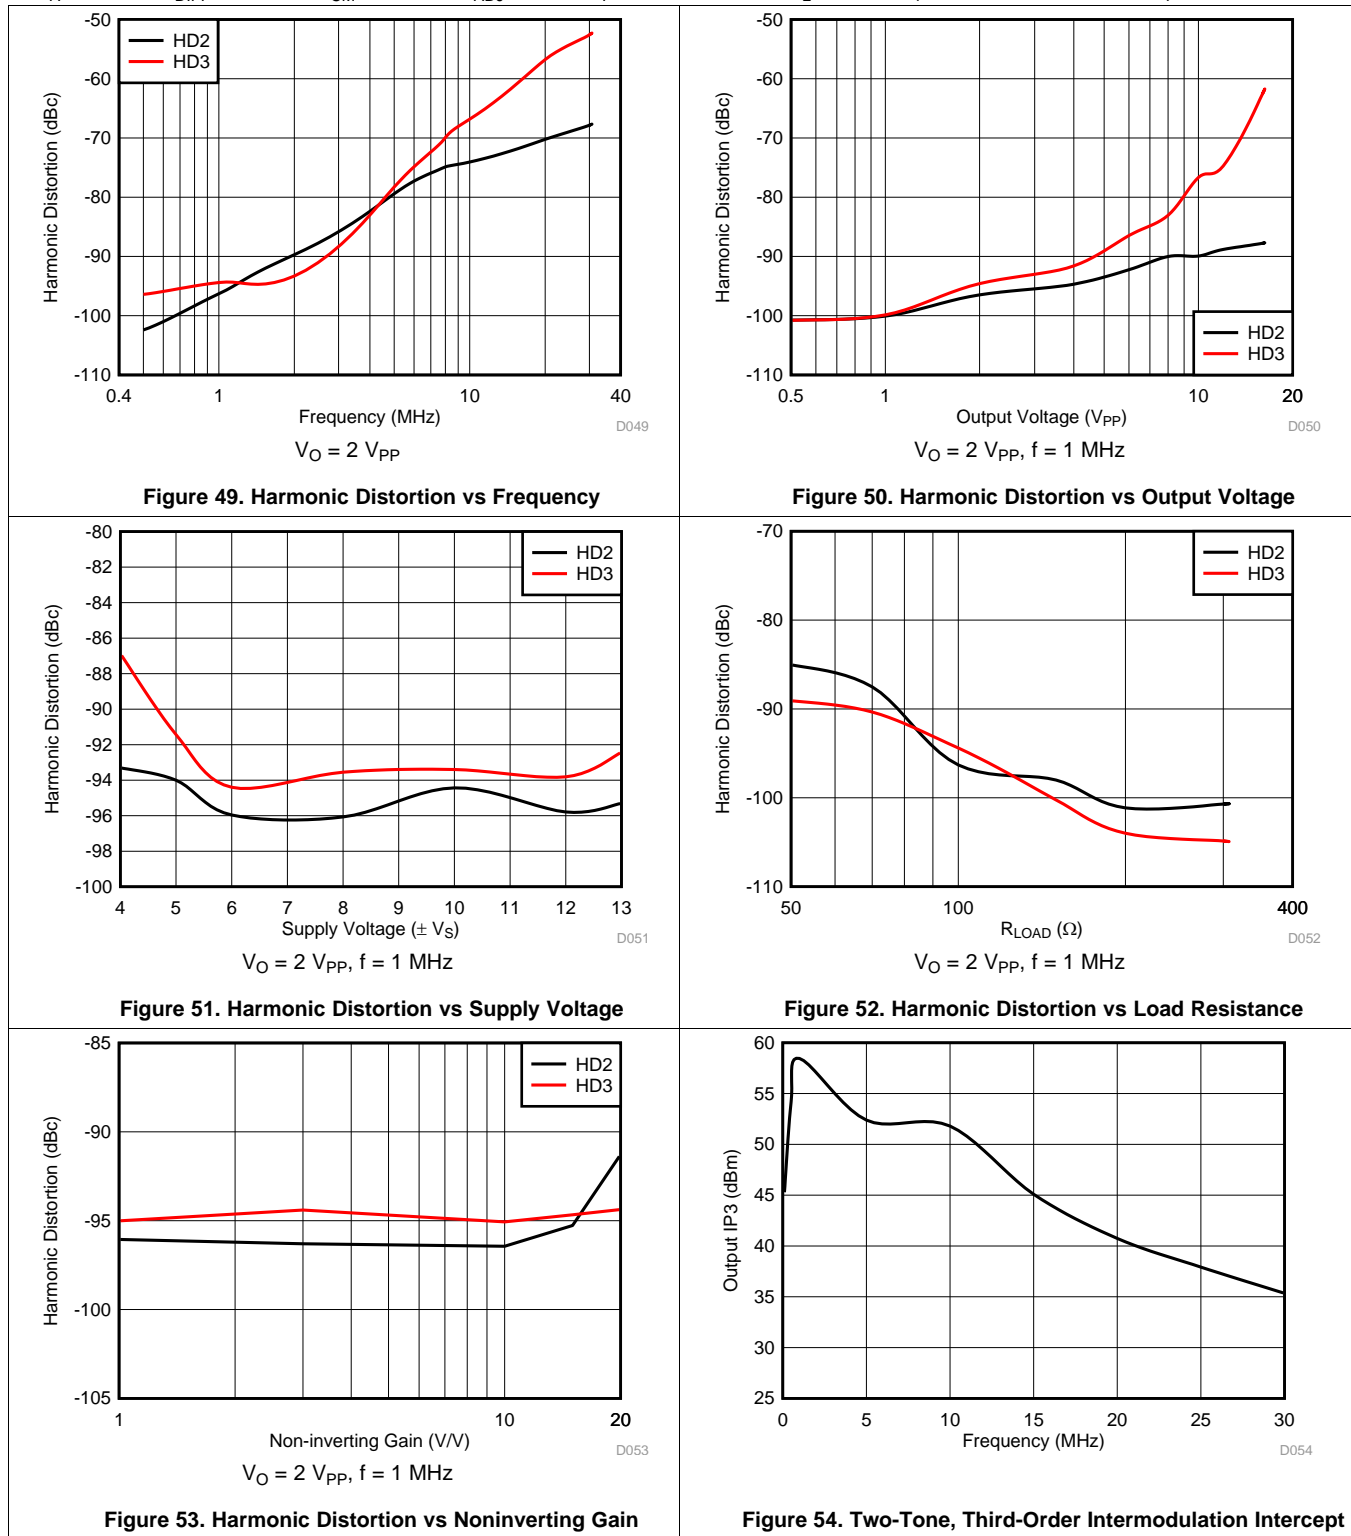 -50
-60
-70
-80
-90
-100
-110
HD2
HD3
Harmonic Distortion (dBc)
0.4
1
10
40
Frequency (MHz)
D049
VO = 2 VPP
Figure 49. Harmonic Distortion vs Frequency
-50
-60
-70
-80
-90
-100
-110
HD2
HD3
Harmonic Distortion (dBc)
0.5
1
10
20
Output Voltage (VPP)
D050
VO = 2 VPP, f = 1 MHz
Figure 50. Harmonic Distortion vs Output Voltage
-80
-82
-84
-86
-88
-90
-92
-94
-96
-98
-100
HD2
HD3
Harmonic Distortion (dBc)
4 5 6 7 8 9 10 11 12 13
Supply Voltage (± VS)
D051
VO = 2 VPP, f = 1 MHz
Figure 51. Harmonic Distortion vs Supply Voltage
-70
-80
-90
-100
-110
HD2
HD3
Harmonic Distortion (dBc)
50
100
400
RLOAD (Ω)
D052
VO = 2 VPP, f = 1 MHz
Figure 52. Harmonic Distortion vs Load Resistance
-85
-90
-95
-100
-105
HD2
HD3
Harmonic Distortion (dBc)
1
10
20
Non-inverting Gain (V/V)
D053
VO = 2 VPP, f = 1 MHz
Figure 53. Harmonic Distortion vs Noninverting Gain
60
55
50
45
40
35
30
25
Output IP3 (dBm)
0 5 10 15 20 25 30
Frequency (MHz)
D054
Figure 54. Two-Tone, Third-Order Intermodulation Intercept